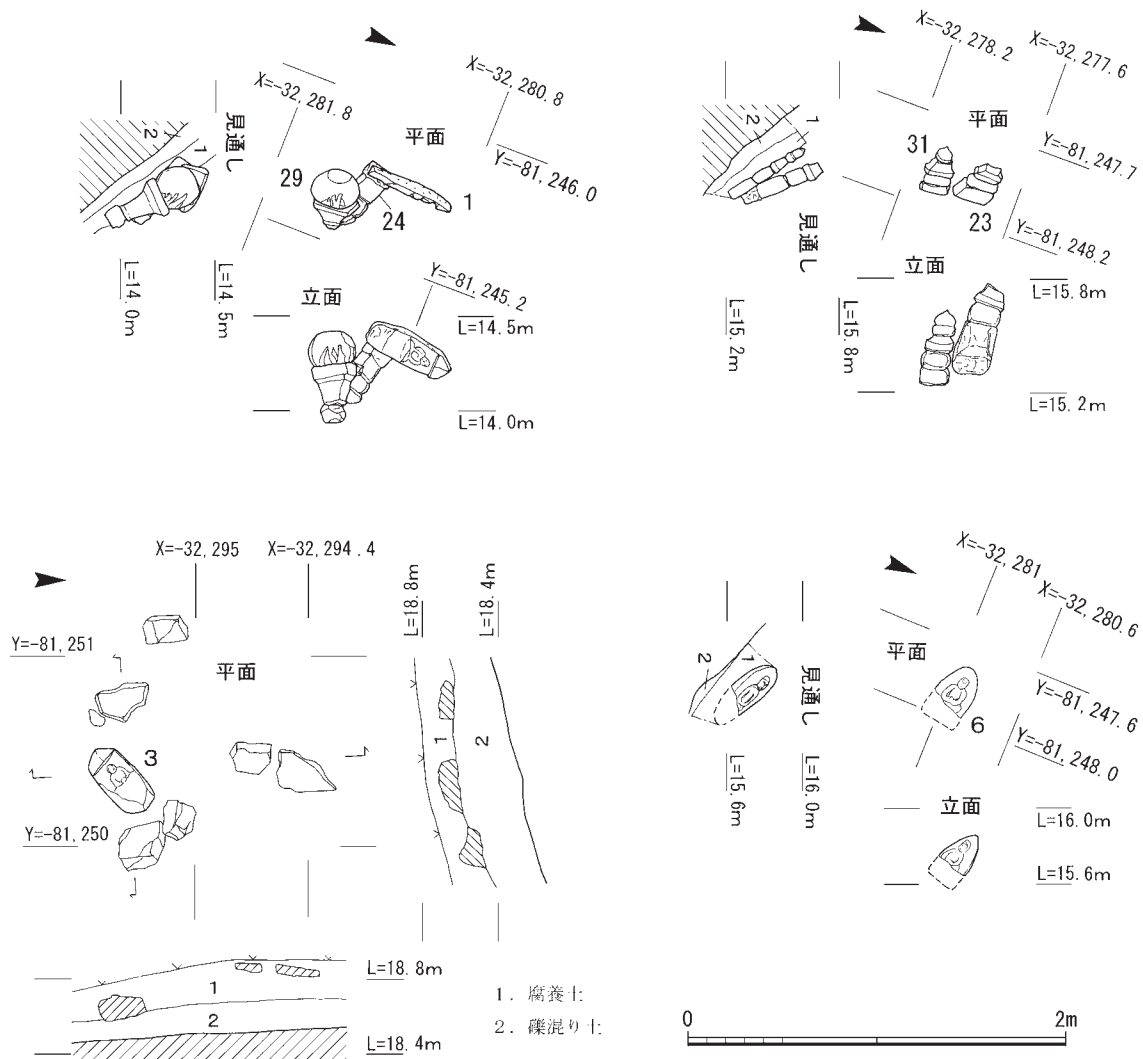 X=-32,281.8
X=-32,280.8
Y=-81,246.0
平面
見通し
2
1
29
24
1
L=14.0m
L=14.5m
立面
Y=-81,245.2
L=14.5m
L=14.0m
X=-32,278.2
X=-32,277.6
平面
Y=-81,247.7
1
2
31
23
見通し
Y=-81,248.2
立面
L=15.8m
L=15.2m
L=15.8m
L=15.2m
X=-32,295
X=-32,294.4
L=18.8m
L=18.4m
Y=-81,251
平面
3
1
2
Y=-81,250
L=18.8m
1
2
L=18.4m
X=-32,281
X=-32,280.6
平面
2
1
見通し
6
Y=-81,247.6
Y=-81,248.0
L=15.6m
L=16.0m
立面
L=16.0m
L=15.6m
1. 腐養土
2. 礫混り土
0
2m